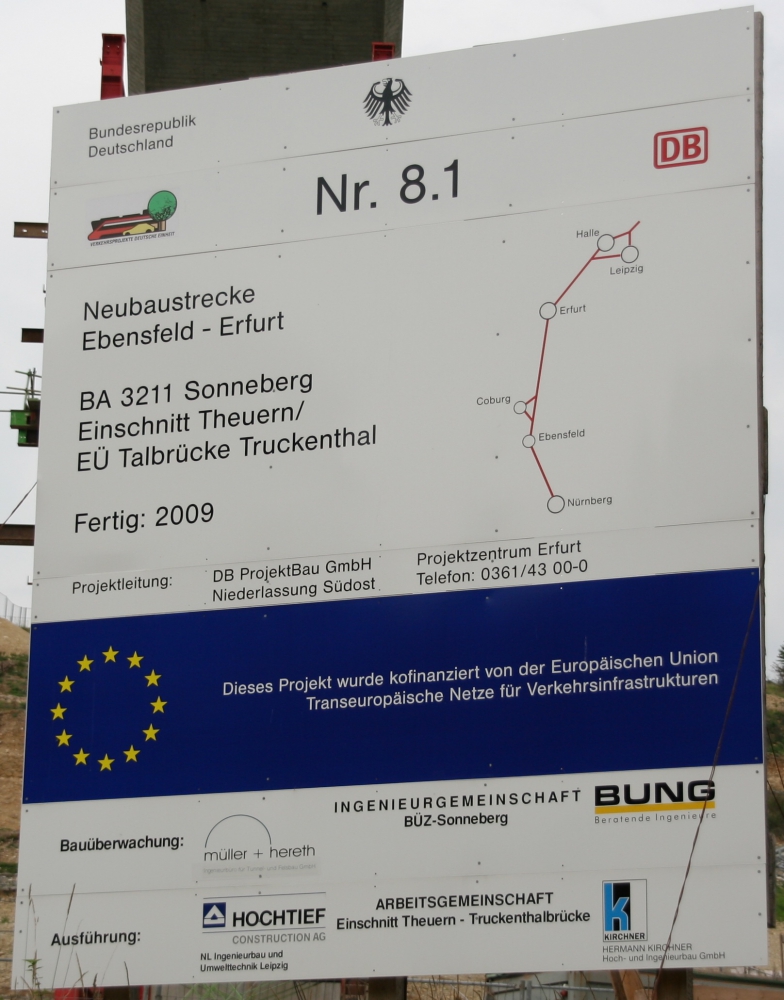 Bundesrepublik
Deutschland
DB
VERKEHRSPROJEKTE DEUTSCHE EINHEIT
Nr. 8.1
Neubaustrecke
Ebensfeld - Erfurt
BA 3211 Sonneberg
Einschnitt Theuern/
EÜ Talbrücke Truckenthal
Fertig: 2009
Halle
Leipzig
Erfurt
Coburg
Ebensfeld
Nürnberg
Projektleitung:
DB ProjektBau GmbH
Niederlassung Südost
Projektzentrum Erfurt
Telefon: 0361/43 00-0
Dieses Projekt wurde kofinanziert von der Europäischen Union
Transeuropäische Netze für Verkehrsinfrastrukturen
Bauüberwachung:
müller + hereth
INGENIEURGEMEINSCHAFT
BÜZ-Sonneberg
BUNG
Beratende Ingenieure
Ausführung:
HOCHTIEF
CONSTRUCTION AG
NL Ingenieurbau und
Umwelttechnik Leipzig
ARBEITSGEMEINSCHAFT
Einschnitt Theuern - Truckenthalbrücke
k
KIRCHNER
HERMANN KIRCHNER
Hoch- und Ingenieurbau GmbH